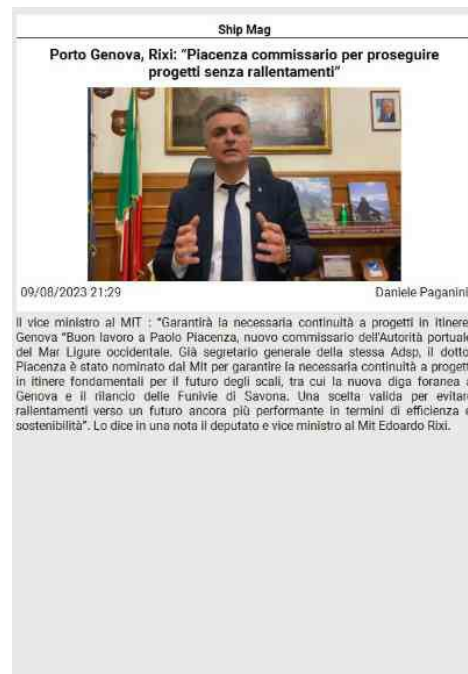 Ship Mag
Porto Genova, Rixi: “Piacenza commissario per proseguire
progetti senza rallentamenti”
09/08/2023 21:29
Daniele Paganini
Il vice ministro al MIT : “Garantirà la necessaria continuità a progetti in itinere”
Genova “Buon lavoro a Paolo Piacenza, nuovo commissario dell'Autorità portuale
del Mar Ligure occidentale. Già segretario generale della stessa Adsp, il dottor
Piacenza è stato nominato dal Mit per garantire la necessaria continuità a progetti
in itinere fondamentali per il futuro degli scali, tra cui la nuova diga foranea a
Genova e il rilancio delle Funivie di Savona. Una scelta valida per evitare
rallentamenti verso un futuro ancora più performante in termini di efficienza e
sostenibilità”. Lo dice in una nota il deputato e vice ministro al Mit Edoardo Rixi.